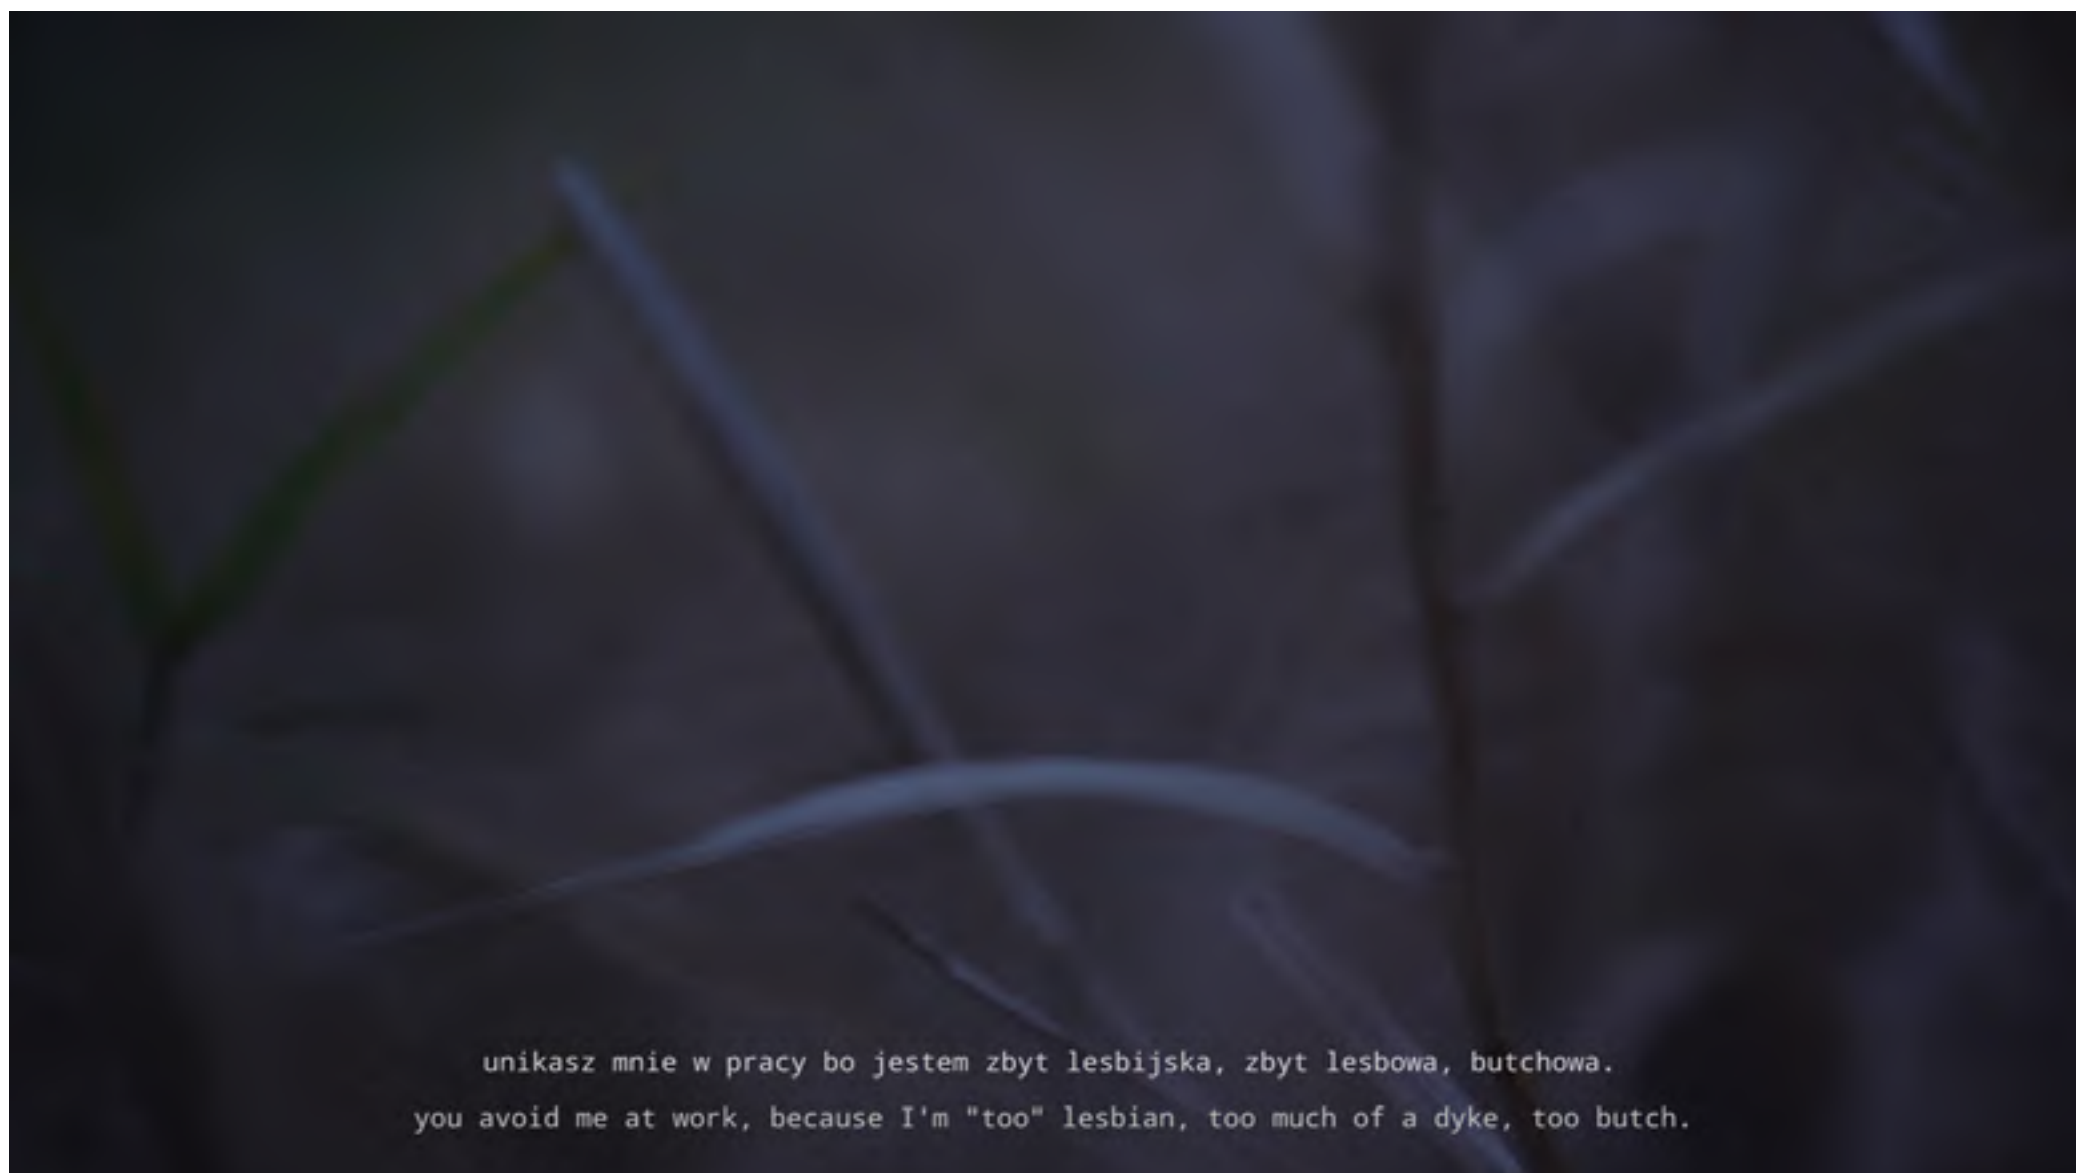 unikasz mnie w pracy bo jestem zbyt lesbijska, zbyt lesbowa, butchowa.
you avoid me at work, because I'm "too" lesbian, too much of a dyke, too butch.